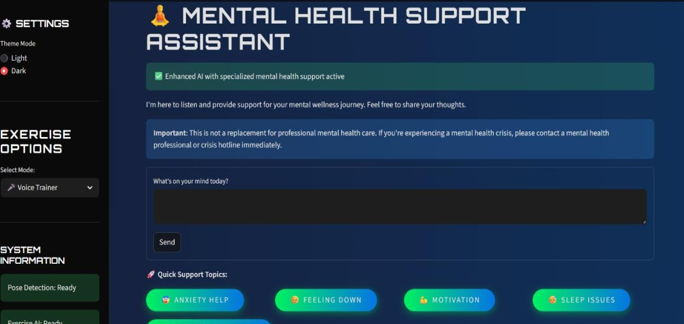 SETTINGS
Theme Mode
Light
Dark
EXERCISE
OPTIONS
Select Mode:
Voice Trainer
SYSTEM
INFORMATION
Pose Detection: Ready
Exercise AI: Ready
MENTAL HEALTH SUPPORT
ASSISTANT
Enhanced AI with specialized mental health support active
I'm here to listen and provide support for your mental wellness journey. Feel free to share your thoughts.
Important: This is not a replacement for professional mental health care. If you're experiencing a mental health crisis, please contact a mental health
professional or crisis hotline immediately.
What's on your mind today?
Send
Quick Support Topics:
ANXIETY HELP
FEELING DOWN
MOTIVATION
SLEEP ISSUES